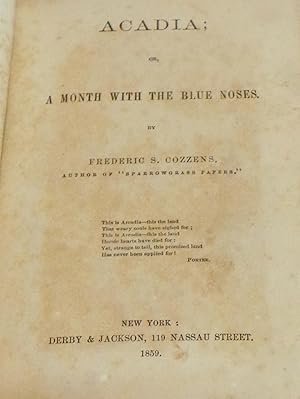 ACADIA;
OR,
A MONTH WITH THE BLUE NOSES.
BY
FREDERIC S. COZZENS,
AUTHOR OF "SPARROWGRASS PAPERS."
This is Acadia—this the land
That weary souls have sighed for;
This is Acadia—this the land
Heroic hearts have died for:
Yet, strange to tell, this promised land
Has never been applied for!
PORTER.
NEW YORK:
DERBY & JACKSON, 119 NASSAU STREET.
1859.